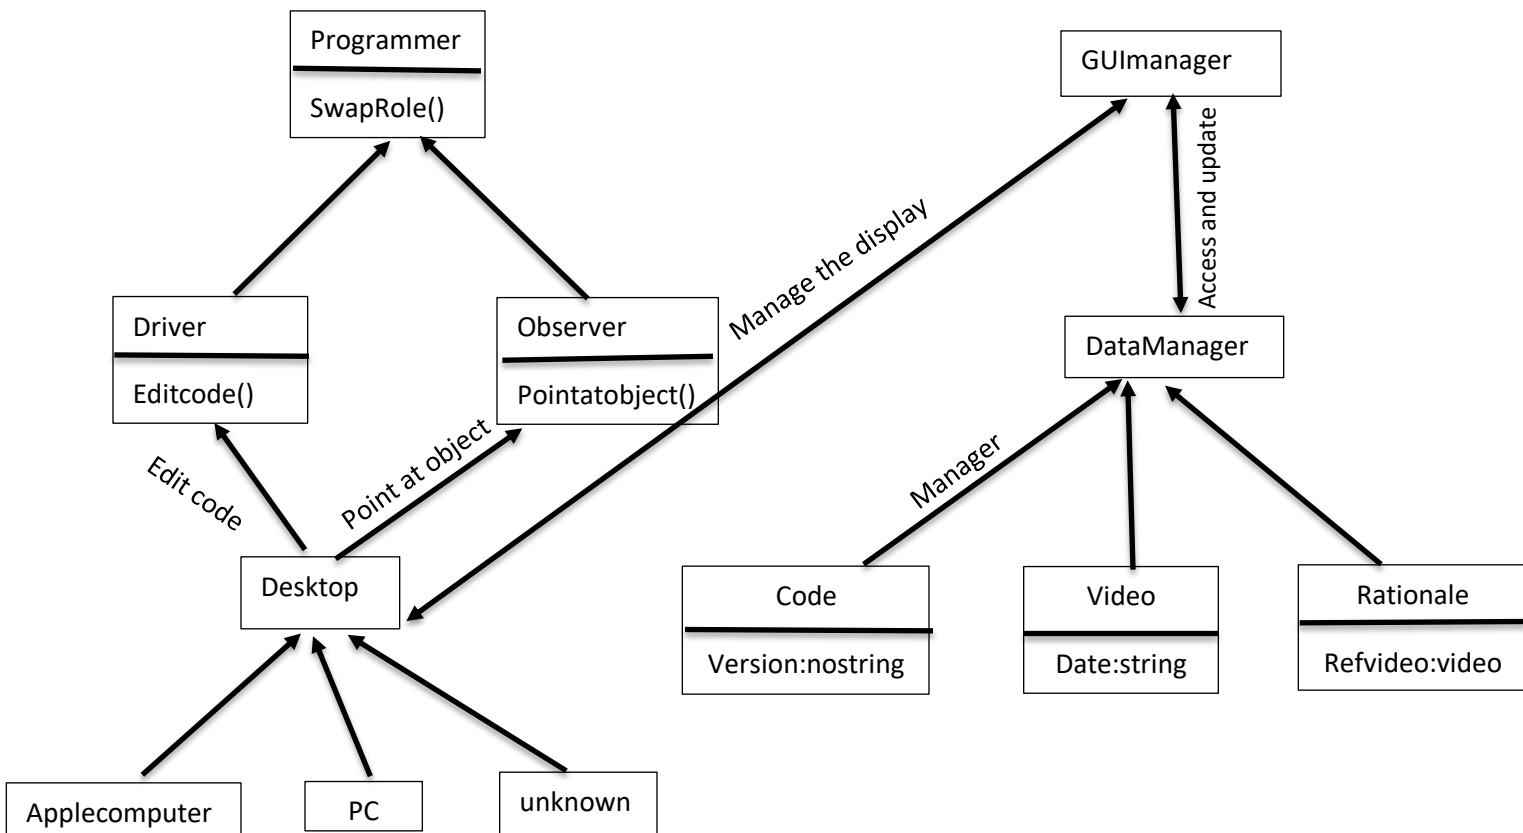 Programmer
SwapRole()
GUImanager
Access and update
Manage the display
Driver
Editcode()
Observer
Pointatobject()
DataManager
Edit code
Point at object
Manager
Desktop
Code
Version:nostring
Video
Date:string
Rationale
Refvideo:video
Applecomputer
PC
unknown